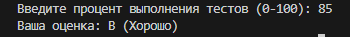 Введите процент выполнения тестов (0-100): 85
Ваша оценка: B (Хорошо)